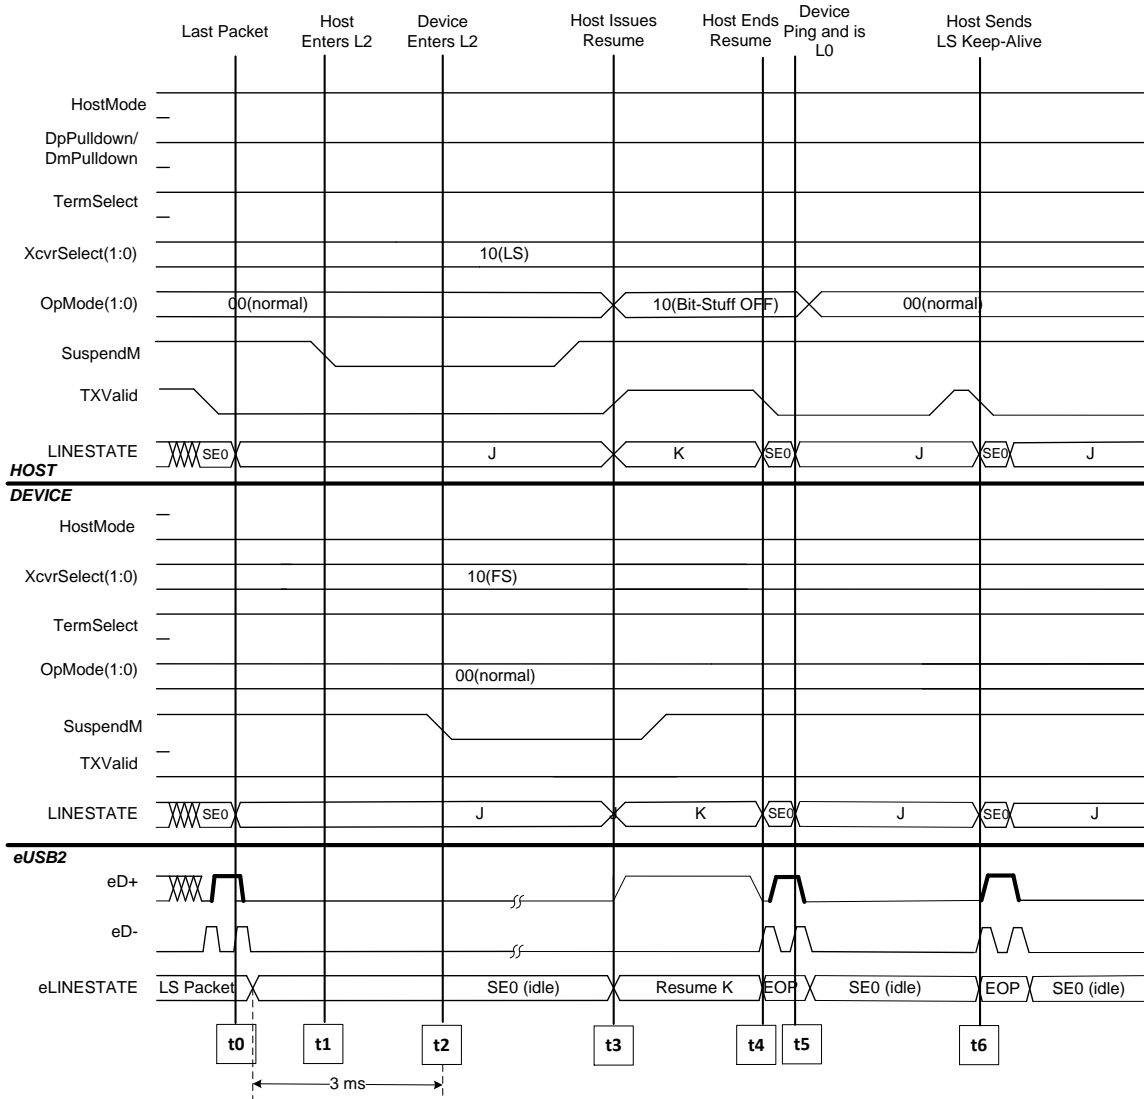 Last Packet
Host
Enters L2
Device
Enters L2
Host Issues
Resume
Host Ends
Resume
Device
Ping and is
L0
Host Sends
LS Keep-Alive
HostMode
DpPulldown/
DmPulldown
TermSelect
XcvrSelect(1:0) 10(LS)
OpMode(1:0) 00(normal) 10(Bit-Stuff OFF) 00(normal)
SuspendM
TXValid
LINESTATE SE0 J K SE0 J SE0 J
HOST
DEVICE
HostMode
XcvrSelect(1:0) 10(FS)
TermSelect
OpMode(1:0) 00(normal)
SuspendM
TXValid
LINESTATE SE0 J J K SE0 J SE0 J
eUSB2
eD+
eD-
eLINESTATE LS Packet SE0 (idle) Resume K EOP SE0 (idle) EOP SE0 (idle)
t0 t1 t2 t3 t4 t5 t6
3 ms